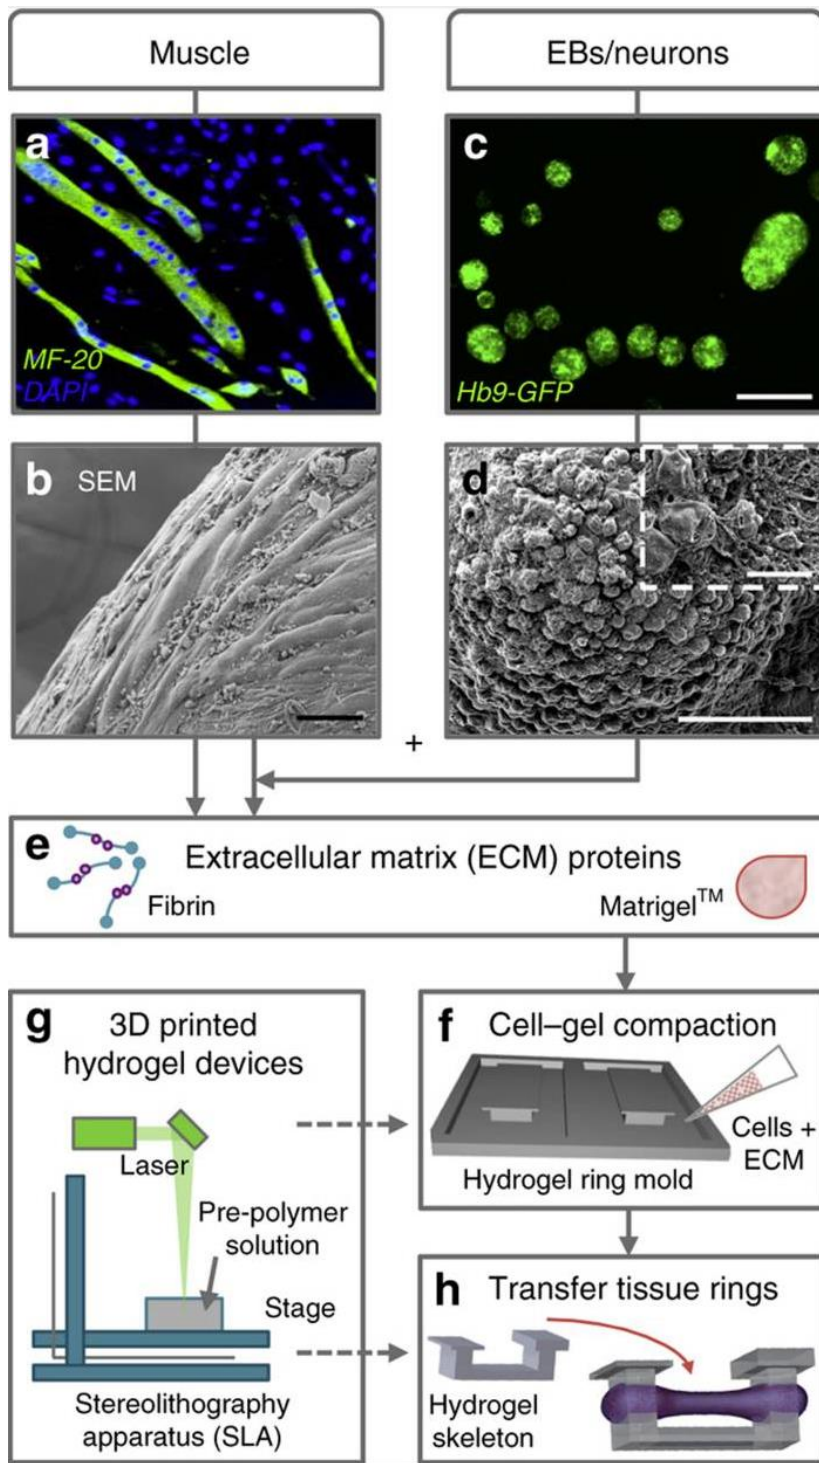 Muscle
EBs/neurons
a
MF-20
DAPI
c
Hb9-GFP
b SEM
d
+
e Extracellular matrix (ECM) proteins
Fibrin
Matrigel™
g 3D printed
hydrogel devices
Laser
Pre-polymer
solution
Stage
Stereolithography
apparatus (SLA)
f Cell–gel compaction
Cells +
ECM
Hydrogel ring mold
h Transfer tissue rings
Hydrogel
skeleton